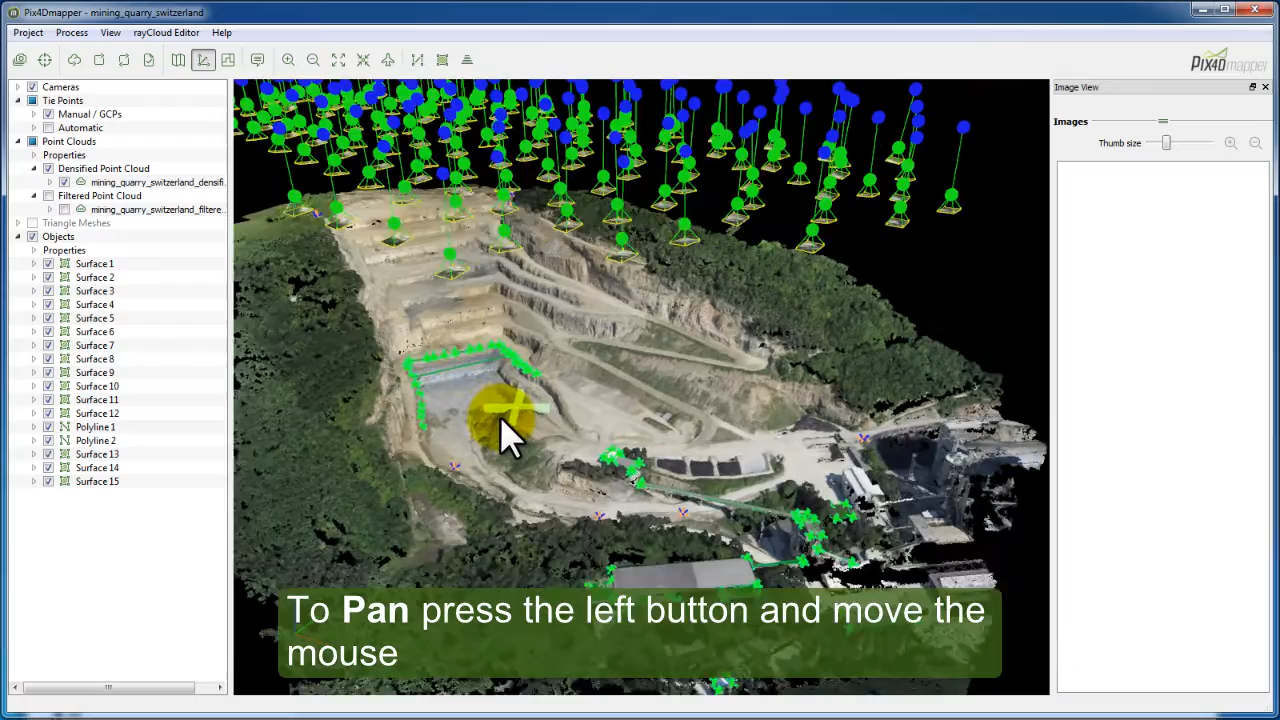 Pix4Dmapper - mining_quarry_switzerland
Project Process View rayCloud Editor Help
PIX4Dmapper
Cameras
Tie Points
Manual / GCPs
Automatic
Point Clouds
Properties
Densified Point Cloud
mining_quarry_switzerland_densifi
Filtered Point Cloud
mining_quarry_switzerland_filtere...
Triangle Meshes
Objects
Properties
Surface 1
Surface 2
Surface 3
Surface 4
Surface 5
Surface 6
Surface 7
Surface 8
Surface 9
Surface 10
Surface 11
Surface 12
Polyline 1
Polyline 2
Surface 13
Surface 14
Surface 15
Image View
Images
Thumb size
To Pan press the left button and move the
mouse